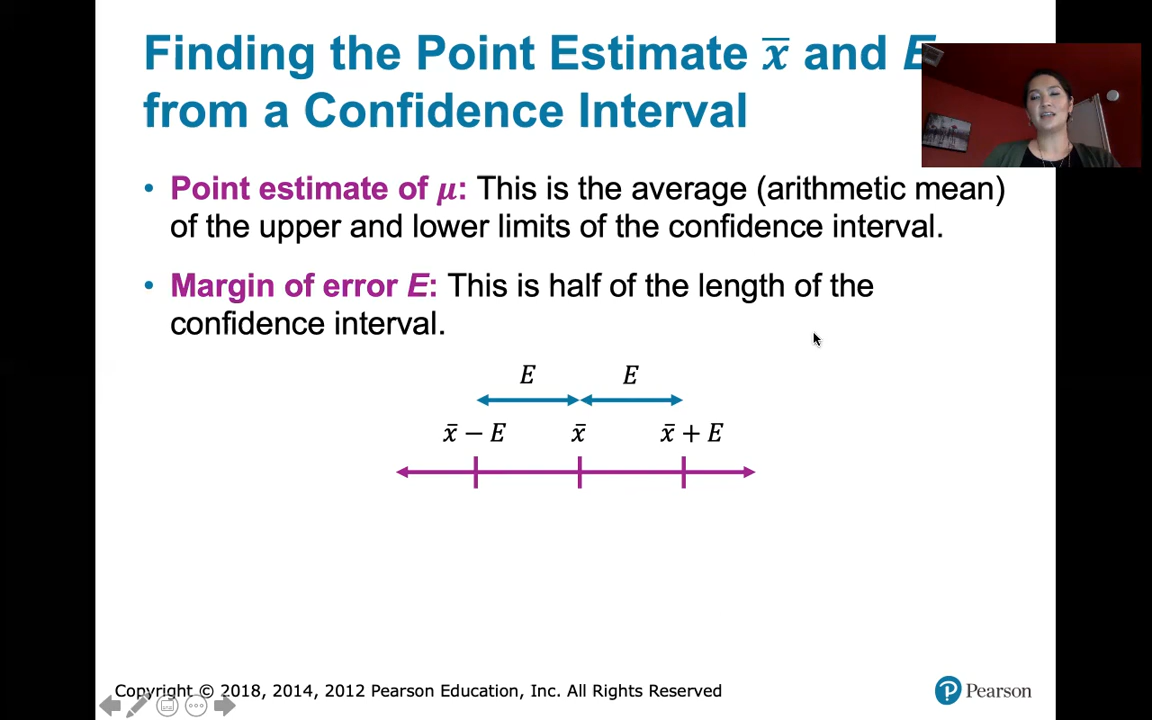 Finding the Point Estimate x̄ and E
from a Confidence Interval
• Point estimate of μ: This is the average (arithmetic mean)
of the upper and lower limits of the confidence interval.
• Margin of error E: This is half of the length of the
confidence interval.
E E
x̄ − E x̄ x̄ + E
Copyright © 2018, 2014, 2012 Pearson Education, Inc. All Rights Reserved
P Pearson